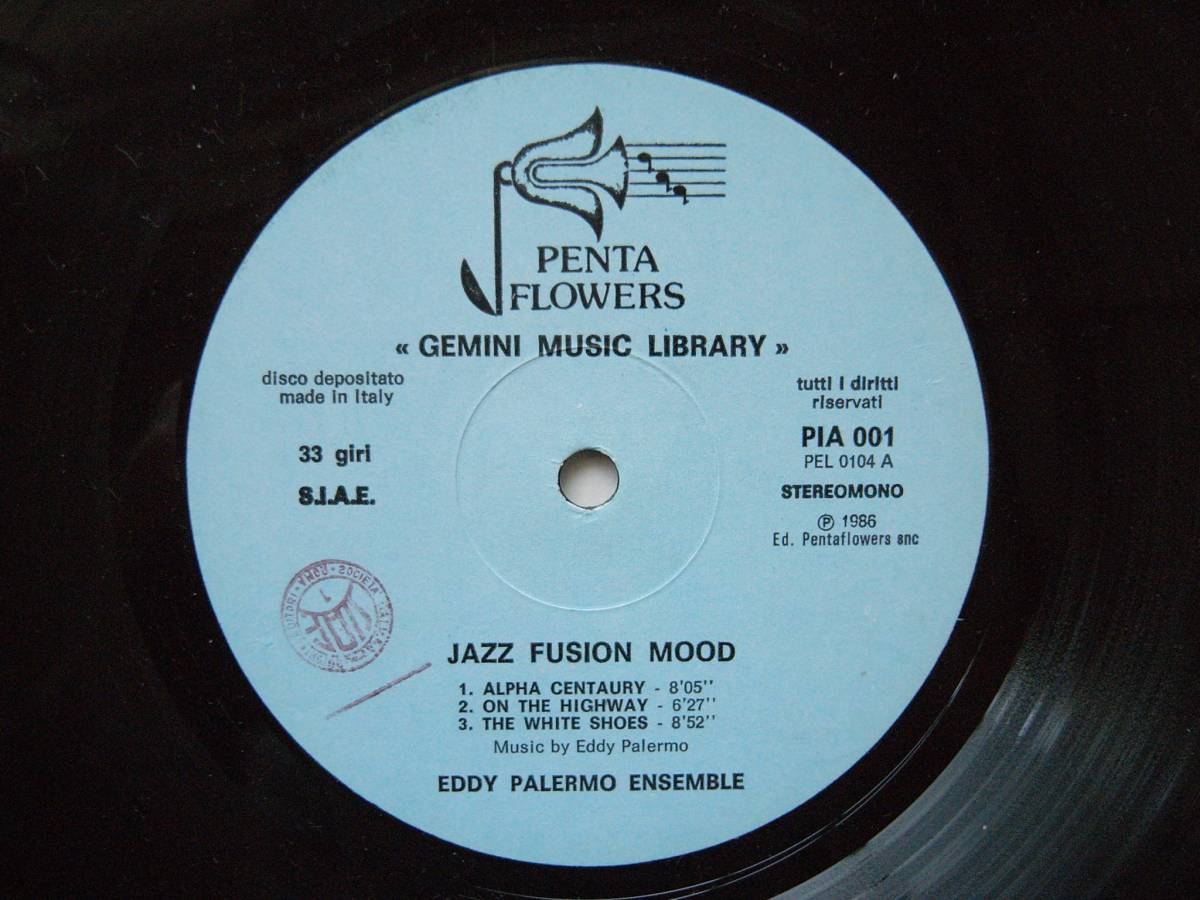 PENTA
FLOWERS
« GEMINI MUSIC LIBRARY »
disco depositato
made in Italy
33 giri
S.I.A.E.
tutti i diritti
riservati
PIA 001
PEL 0104 A
STEREOMONO
Ⓟ 1986
Ed. Pentaflowers snc
JAZZ FUSION MOOD
1. ALPHA CENTAURY - 8'05''
2. ON THE HIGHWAY - 6'27''
3. THE WHITE SHOES - 8'52''
Music by Eddy Palermo
EDDY PALERMO ENSEMBLE
ROMA · SOCIETA'